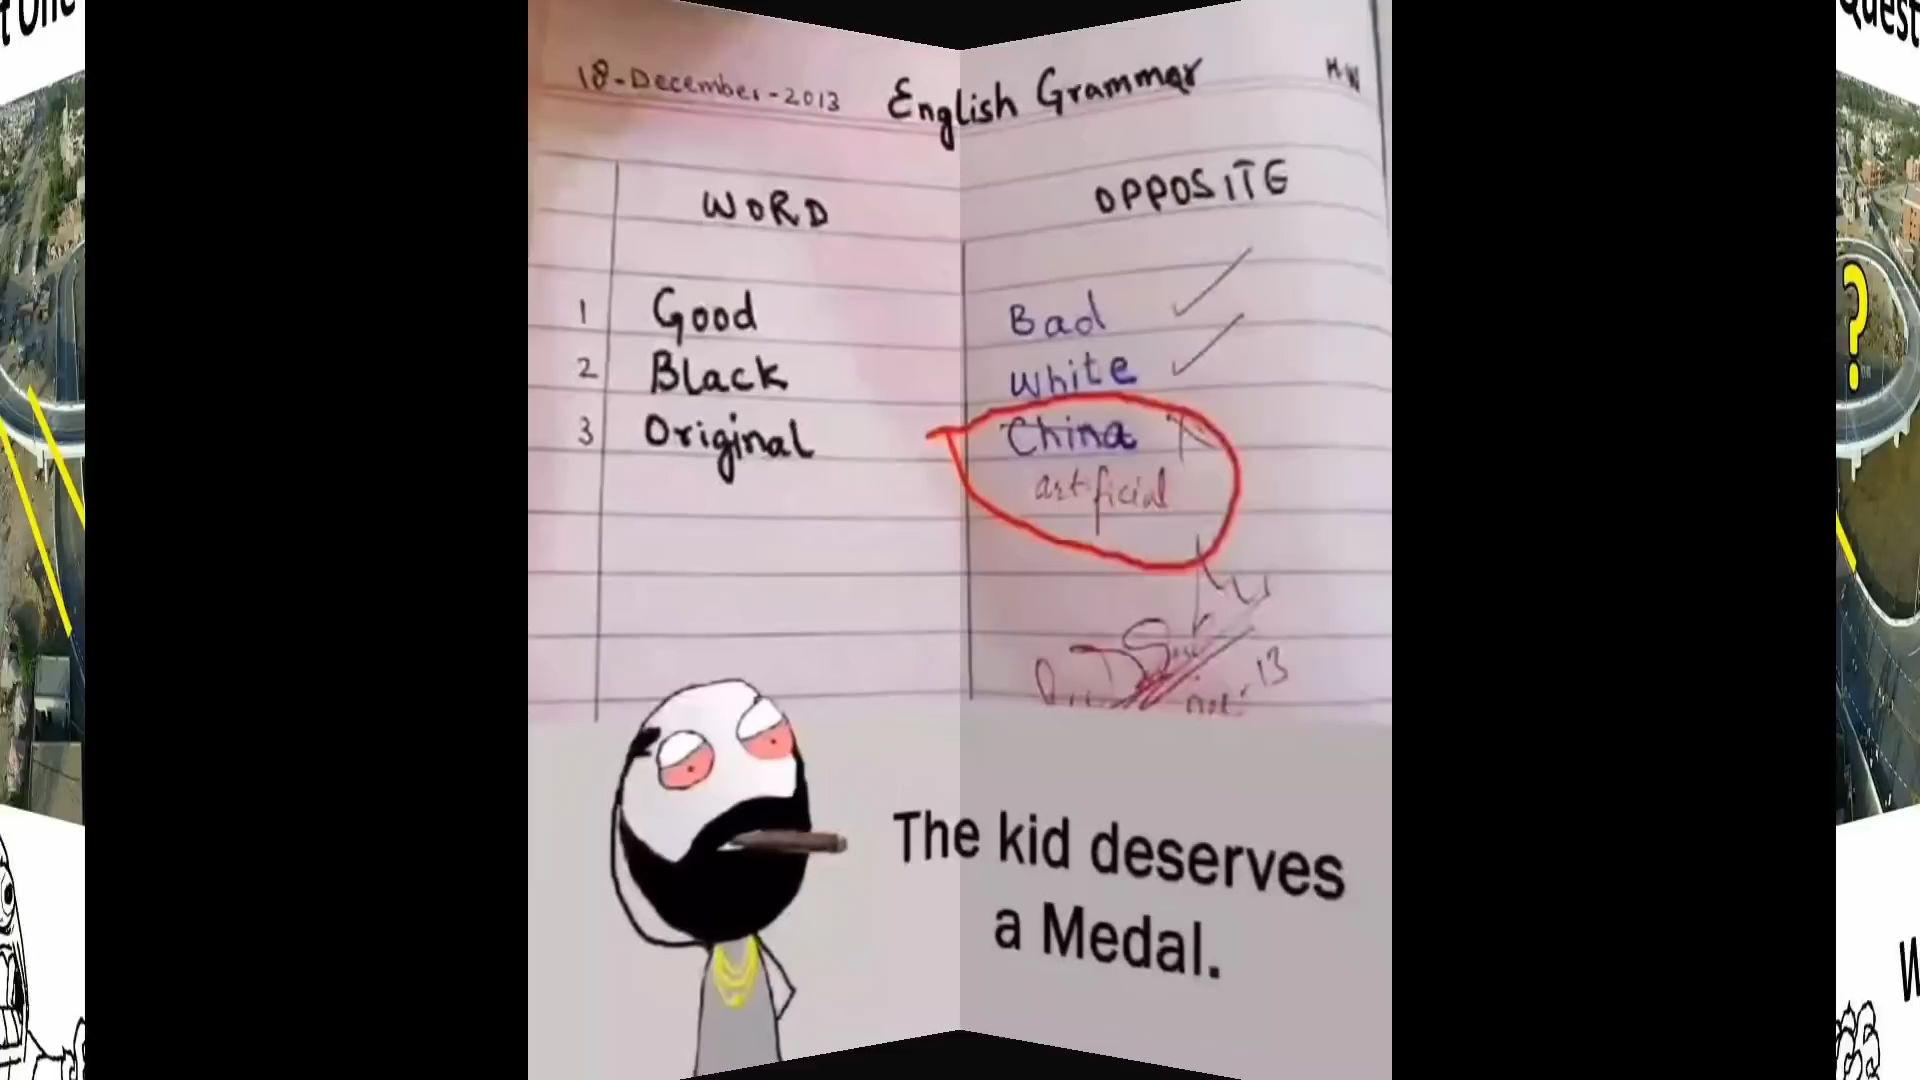 18-December-2013 English Grammar HW
WORD OPPOSITE
1 Good Bad
2 Black White
3 Original China
artificial
13
The kid deserves
a Medal.
?